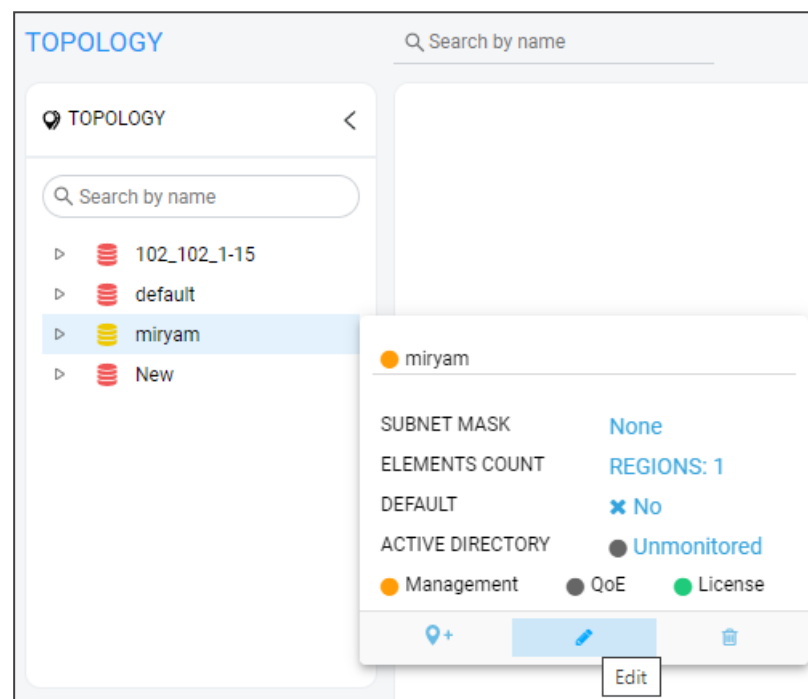 TOPOLOGY
Search by name
TOPOLOGY
Search by name
102_102_1-15
default
miryam
New
miryam
SUBNET MASK None
ELEMENTS COUNT REGIONS: 1
DEFAULT No
ACTIVE DIRECTORY Unmonitored
Management QoE License
Edit